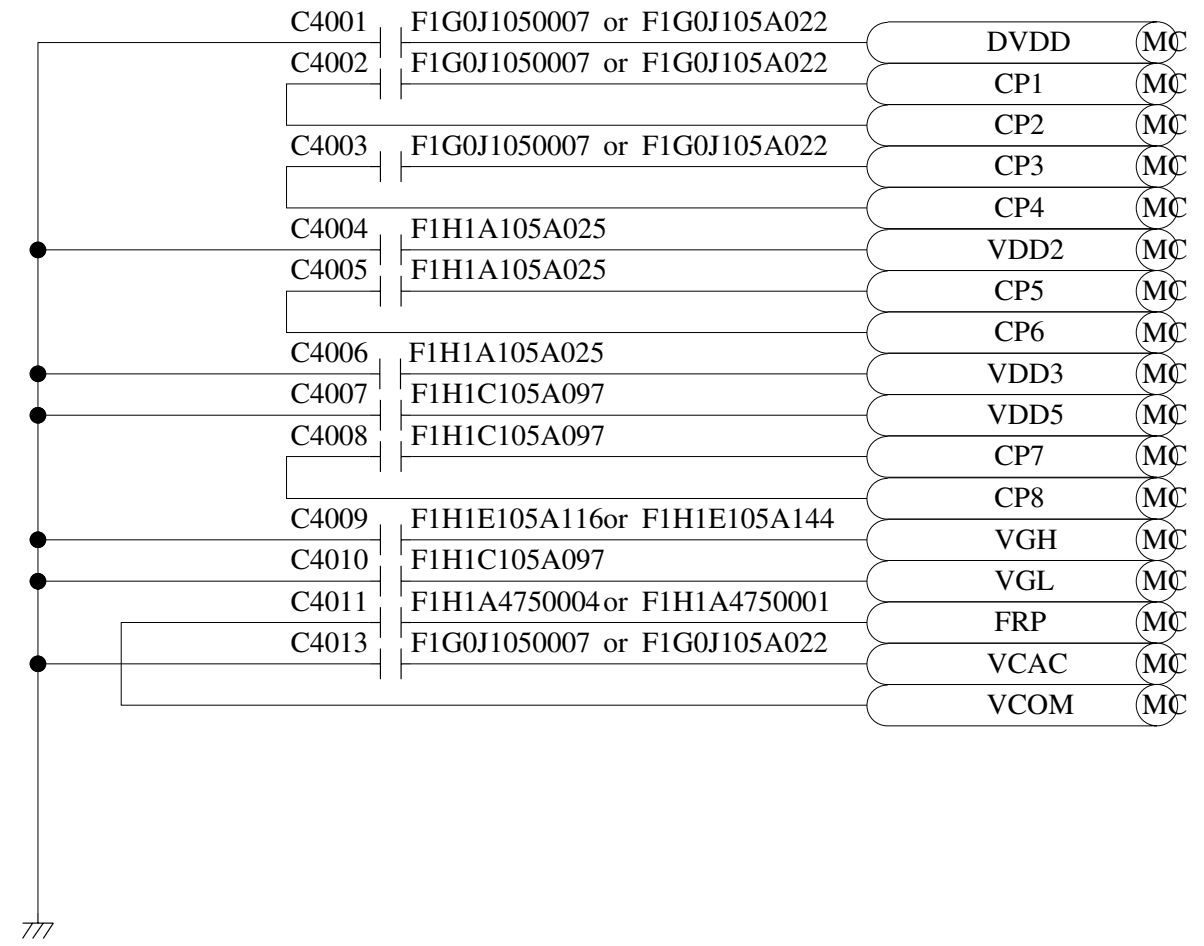 C4001 F1G0J1050007 or F1G0J105A022
DVDD MC
C4002 F1G0J1050007 or F1G0J105A022
CP1 MC
CP2 MC
C4003 F1G0J1050007 or F1G0J105A022
CP3 MC
CP4 MC
C4004 F1H1A105A025
VDD2 MC
C4005 F1H1A105A025
CP5 MC
CP6 MC
C4006 F1H1A105A025
VDD3 MC
C4007 F1H1C105A097
VDD5 MC
C4008 F1H1C105A097
CP7 MC
CP8 MC
C4009 F1H1E105A116or F1H1E105A144
VGH MC
C4010 F1H1C105A097
VGL MC
C4011 F1H1A4750004or F1H1A4750001
FRP MC
C4013 F1G0J1050007 or F1G0J105A022
VCAC MC
VCOM MC